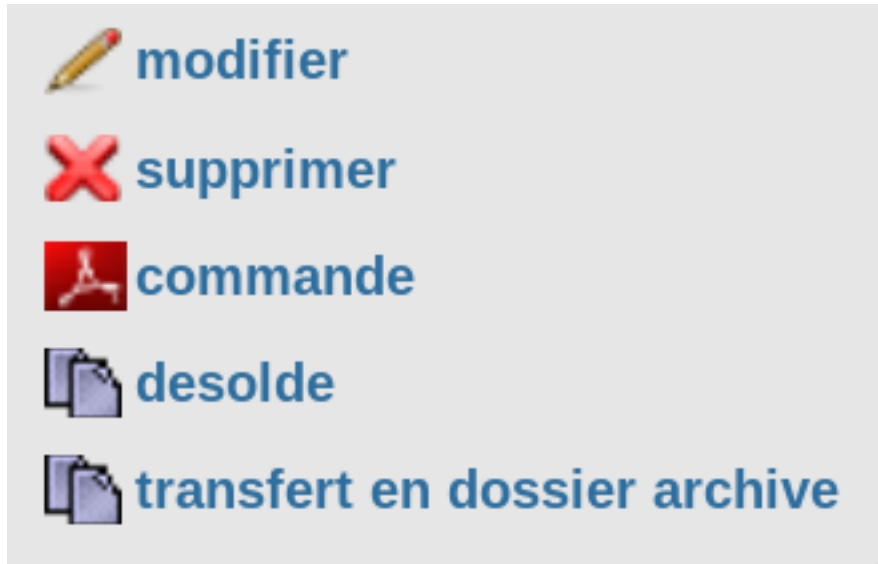 modifier
supprimer
commande
desolde
transfert en dossier archive